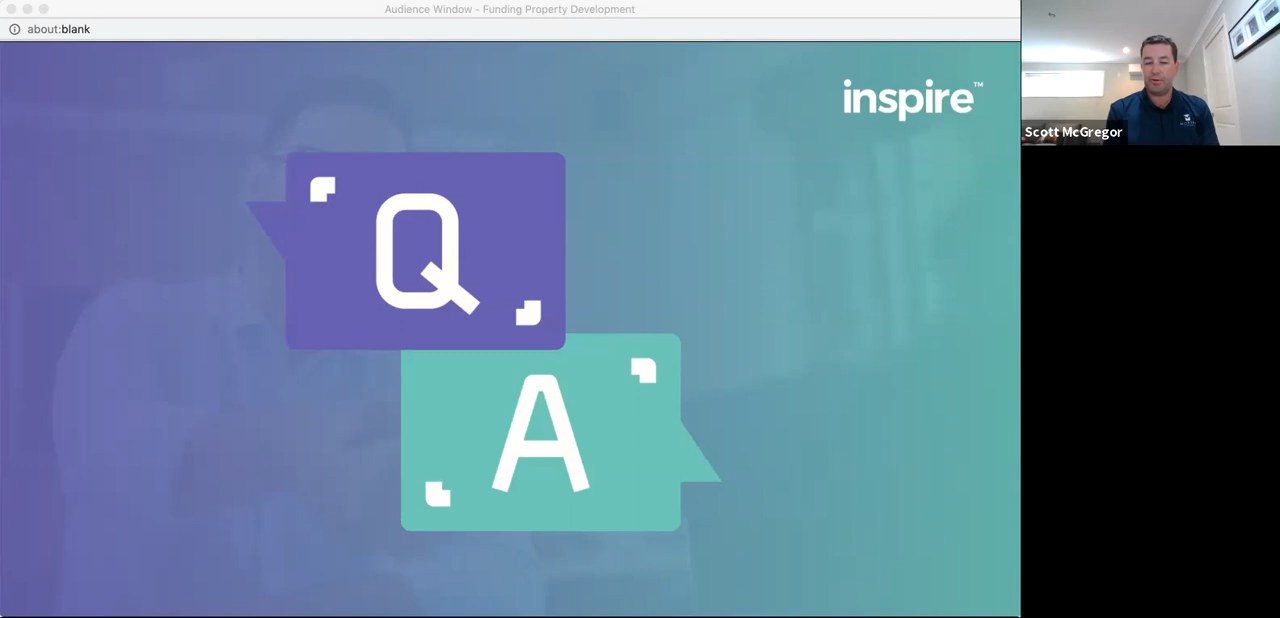 Audience Window - Funding Property Development
about:blank
inspire™
Q
A
Scott McGregor